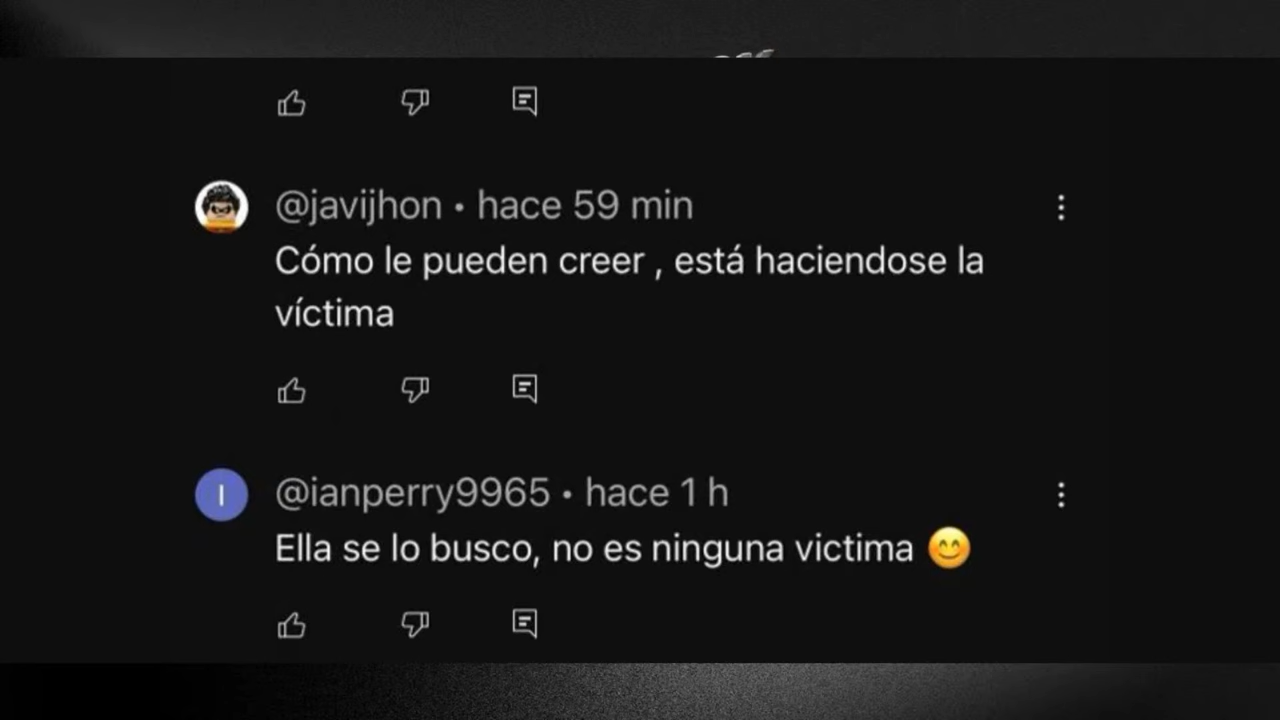 @javijhon • hace 59 min
Cómo le pueden creer , está haciendose la
víctima
I
@ianperry9965 • hace 1 h
Ella se lo busco, no es ninguna victima 😊